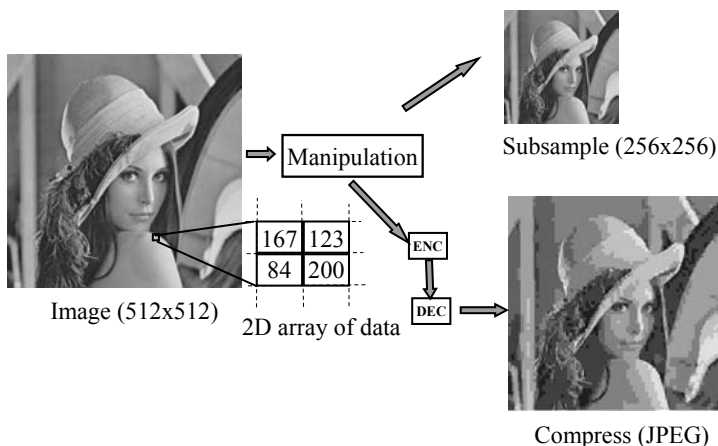 Subsample (256x256)
Manipulation
167 123
84 200
ENC
DEC
Image (512x512)
2D array of data
Compress (JPEG)